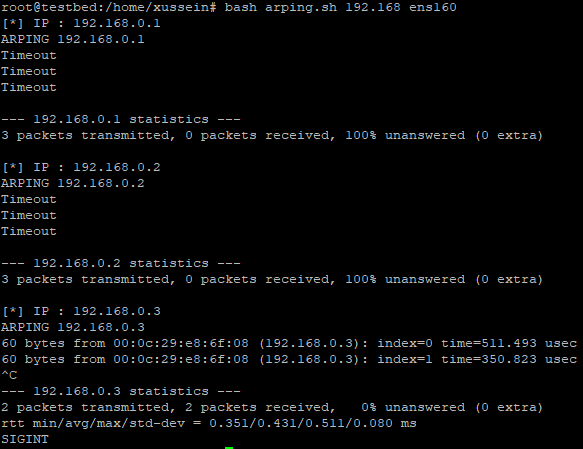 root@testbed:/home/xussein# bash arping.sh 192.168 ens160
[*] IP : 192.168.0.1
ARPING 192.168.0.1
Timeout
Timeout
Timeout
--- 192.168.0.1 statistics ---
3 packets transmitted, 0 packets received, 100% unanswered (0 extra)
[*] IP : 192.168.0.2
ARPING 192.168.0.2
Timeout
Timeout
Timeout
--- 192.168.0.2 statistics ---
3 packets transmitted, 0 packets received, 100% unanswered (0 extra)
[*] IP : 192.168.0.3
ARPING 192.168.0.3
60 bytes from 00:0c:29:e8:6f:08 (192.168.0.3): index=0 time=511.493 usec
60 bytes from 00:0c:29:e8:6f:08 (192.168.0.3): index=1 time=350.823 usec
^C
--- 192.168.0.3 statistics ---
2 packets transmitted, 2 packets received,   0% unanswered (0 extra)
rtt min/avg/max/std-dev = 0.351/0.431/0.511/0.080 ms
SIGINT